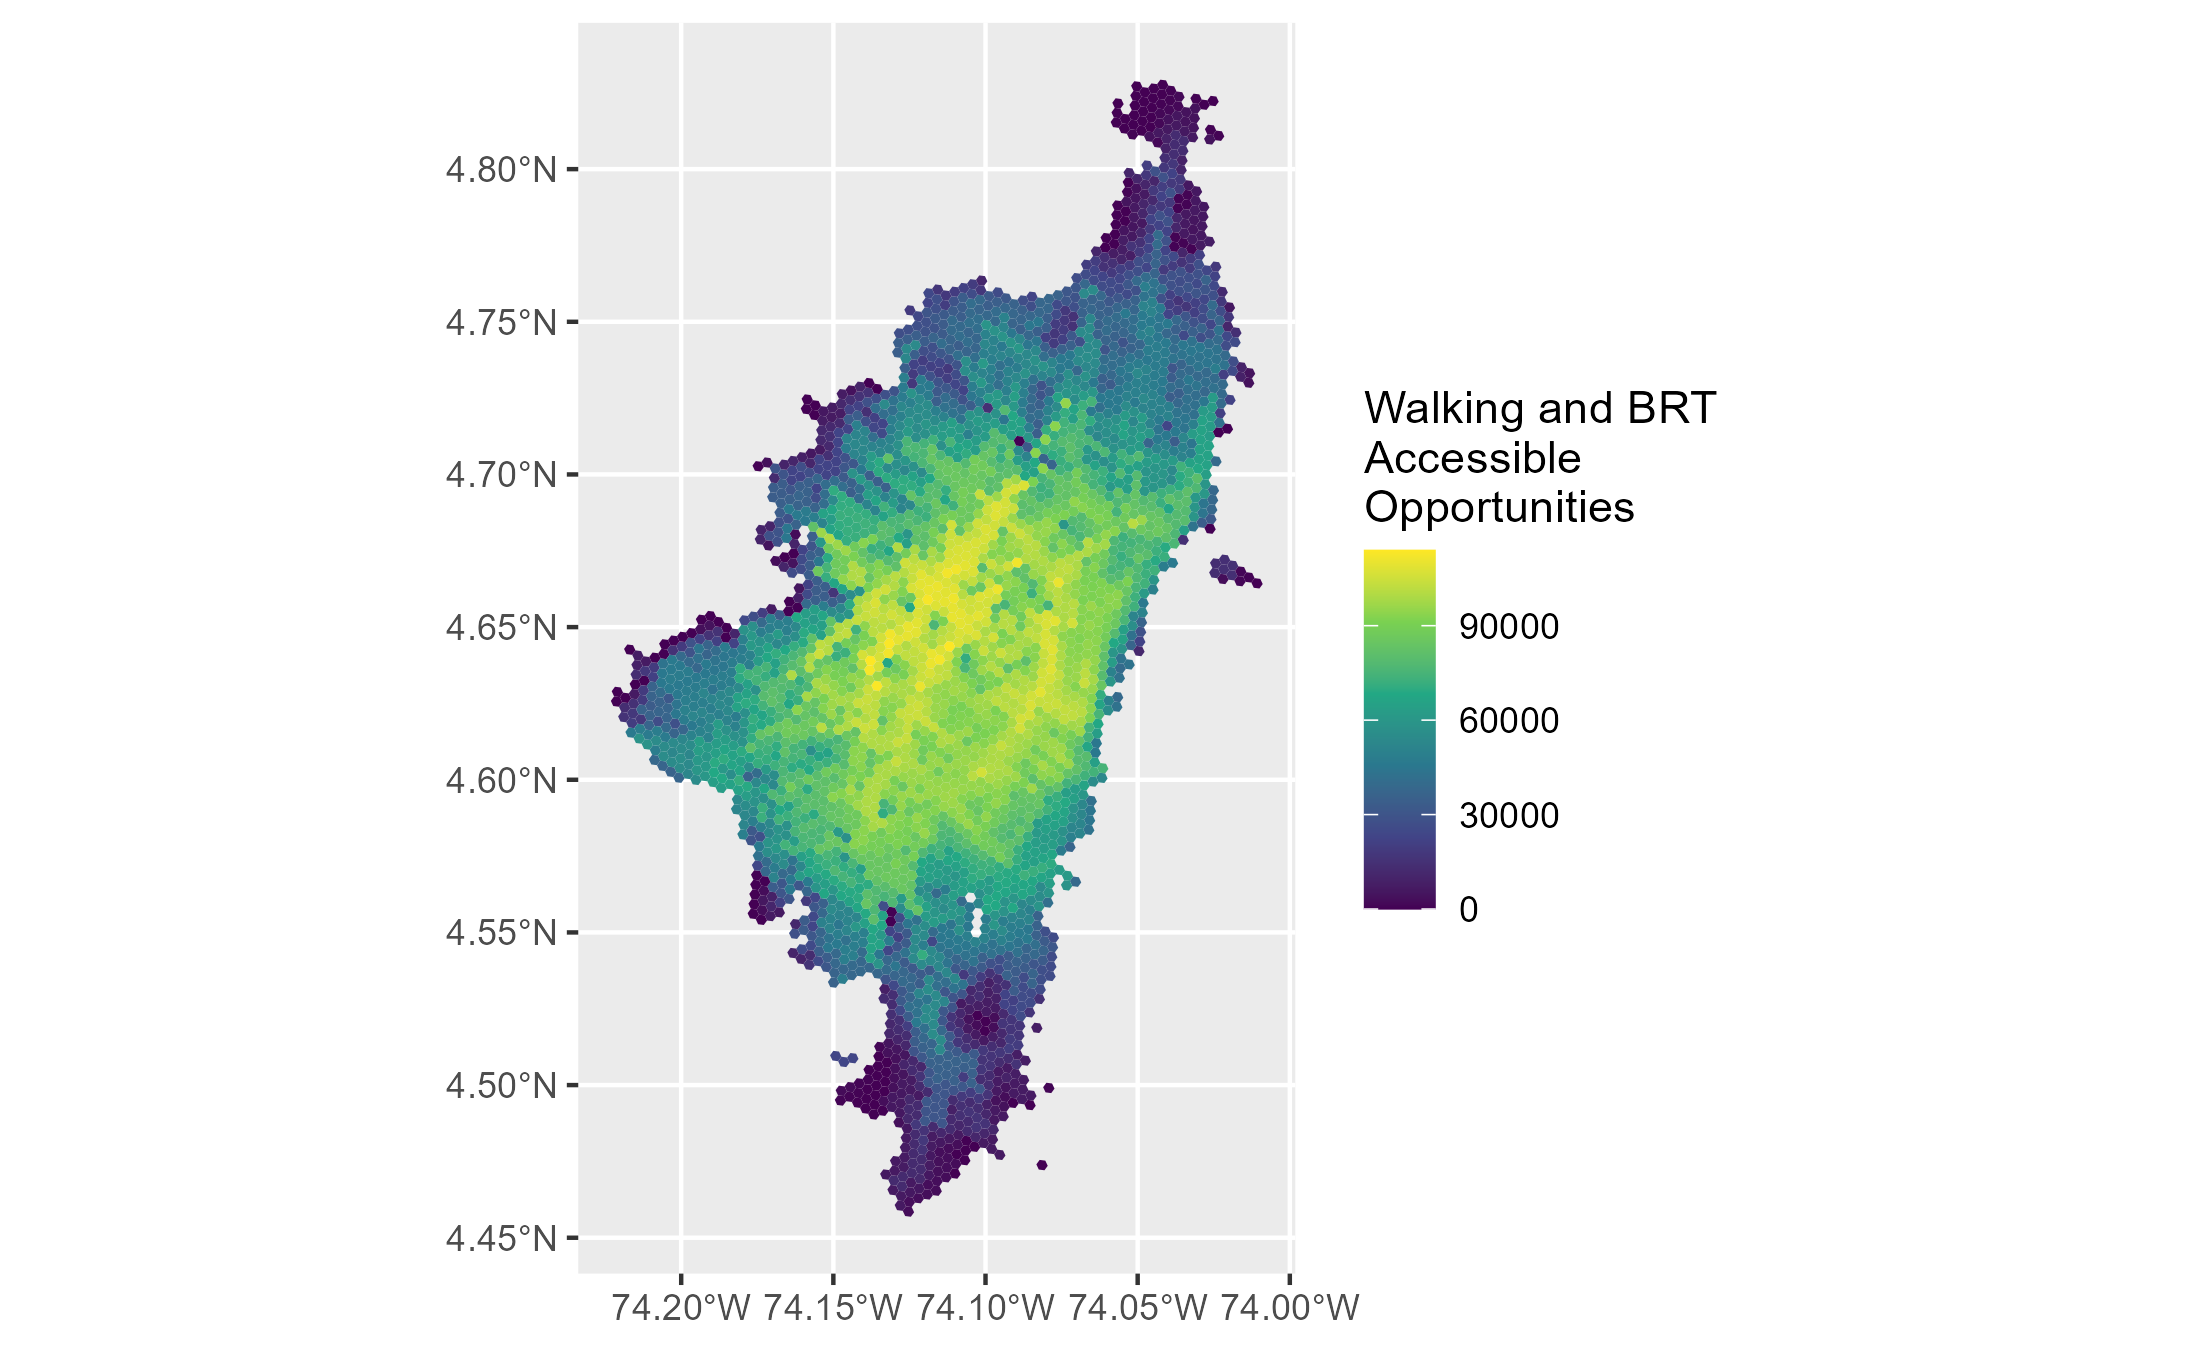 4.80°N
4.75°N
4.70°N
4.65°N
4.60°N
4.55°N
4.50°N
4.45°N
74.20°W 74.15°W 74.10°W 74.05°W 74.00°W
Walking and BRT
Accessible
Opportunities
90000
60000
30000
0